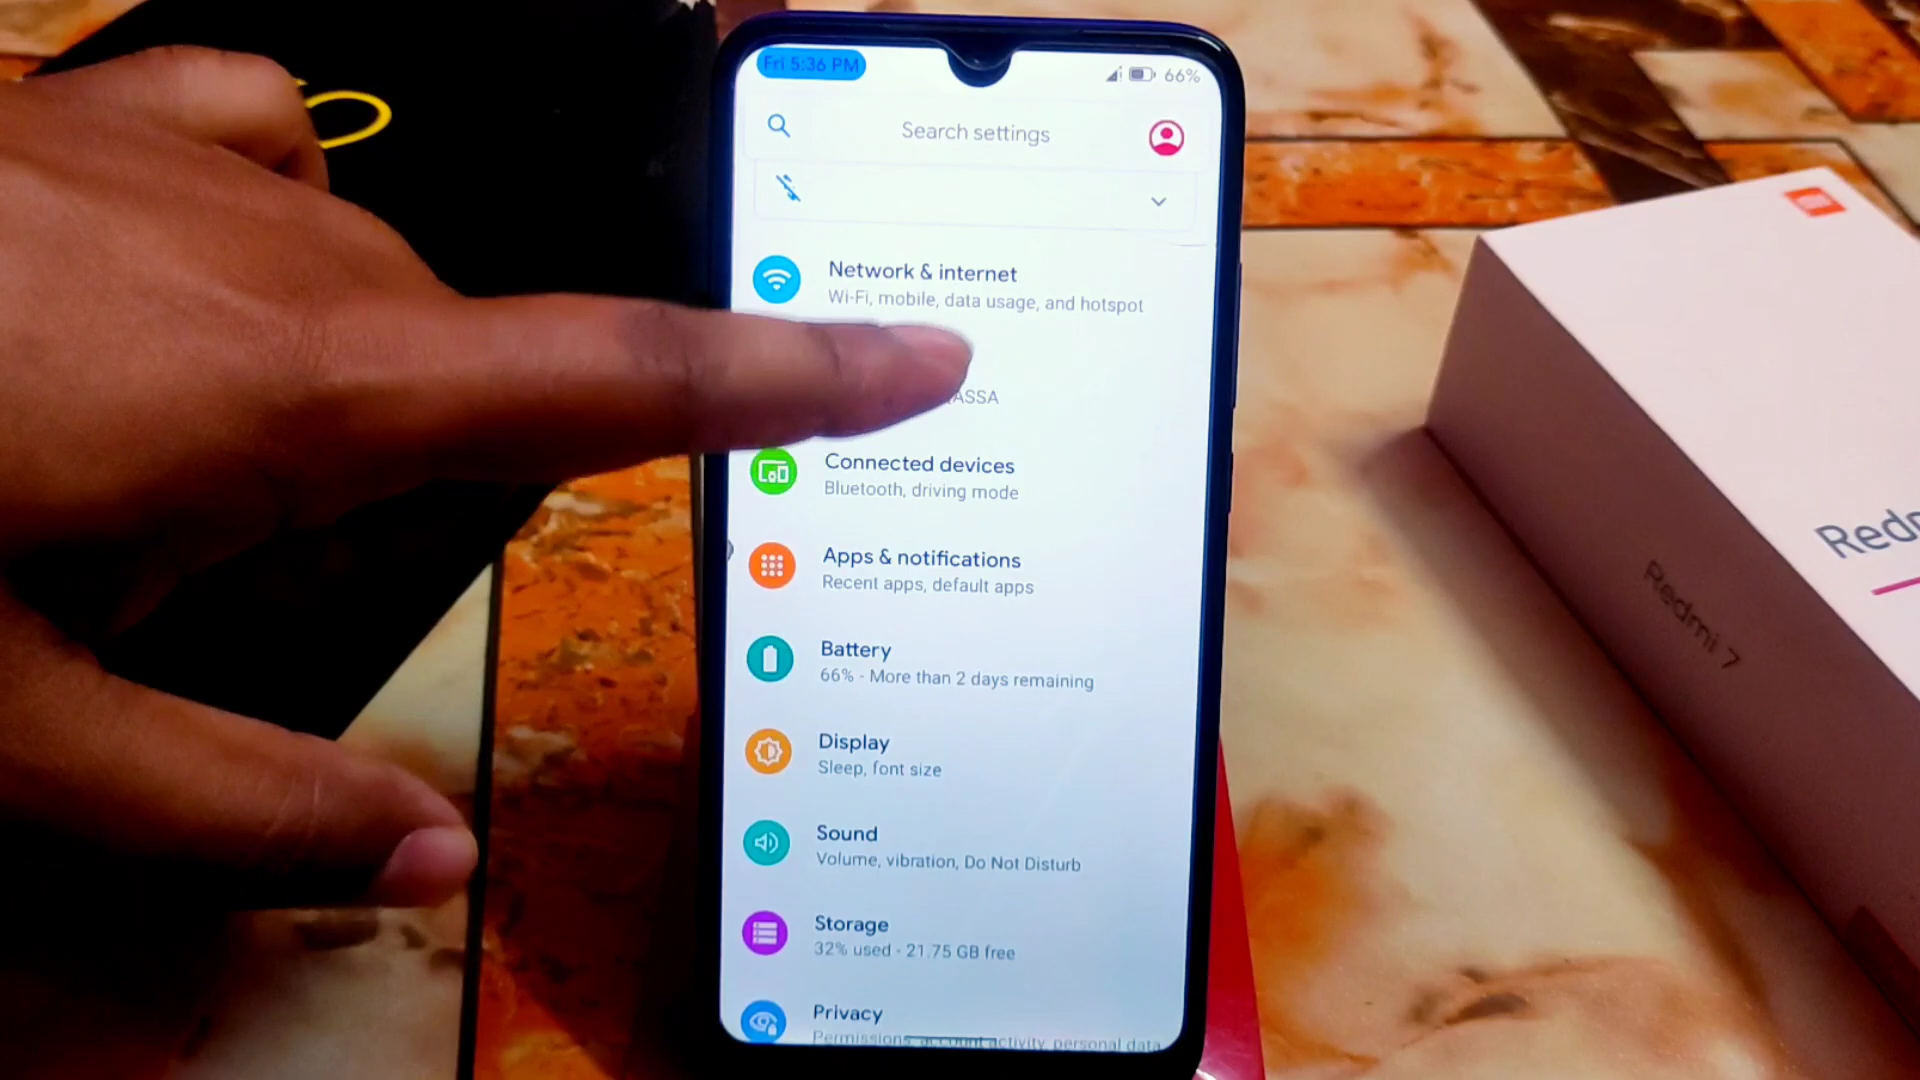 Fri 5:36 PM
66%
Search settings
Network & internet
Wi-Fi, mobile, data usage, and hotspot
Connected devices
Bluetooth, driving mode
Apps & notifications
Recent apps, default apps
Battery
66% - More than 2 days remaining
Display
Sleep, font size
Sound
Volume, vibration, Do Not Disturb
Storage
32% used - 21.75 GB free
Privacy
Permissions, account activity, personal data
Redmi 7